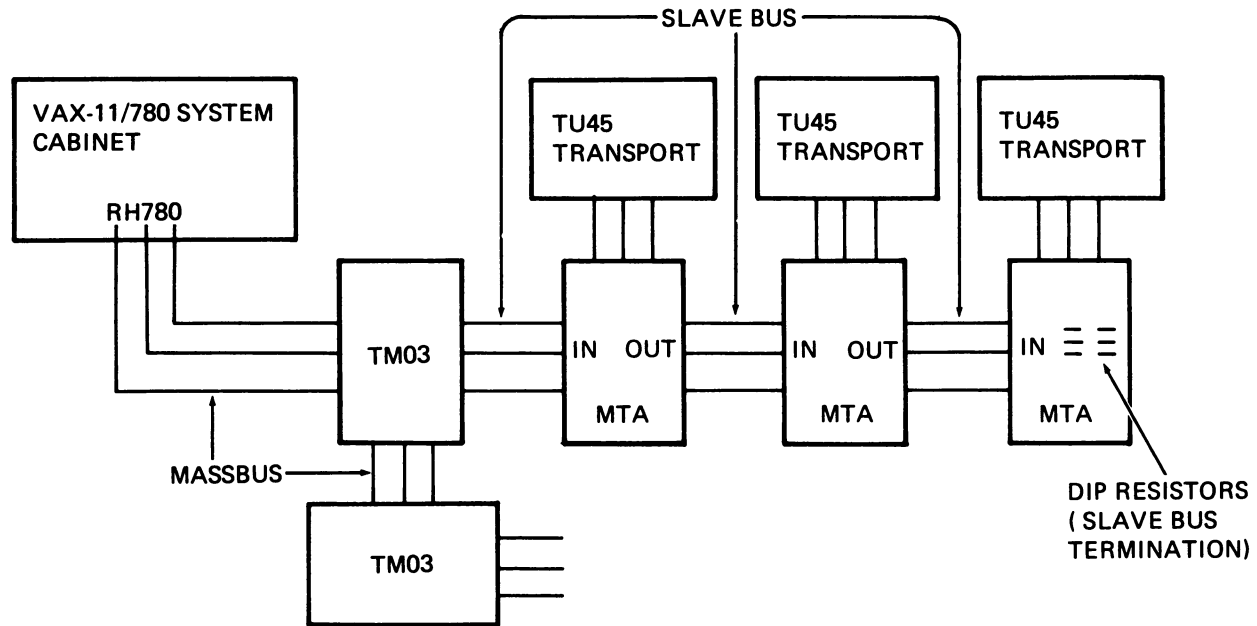 SLAVE BUS
VAX-11/780 SYSTEM
CABINET
RH780
TU45
TRANSPORT
TU45
TRANSPORT
TU45
TRANSPORT
TM03
IN OUT
MTA
IN OUT
MTA
IN
MTA
MASSBUS
TM03
DIP RESISTORS
( SLAVE BUS
TERMINATION)